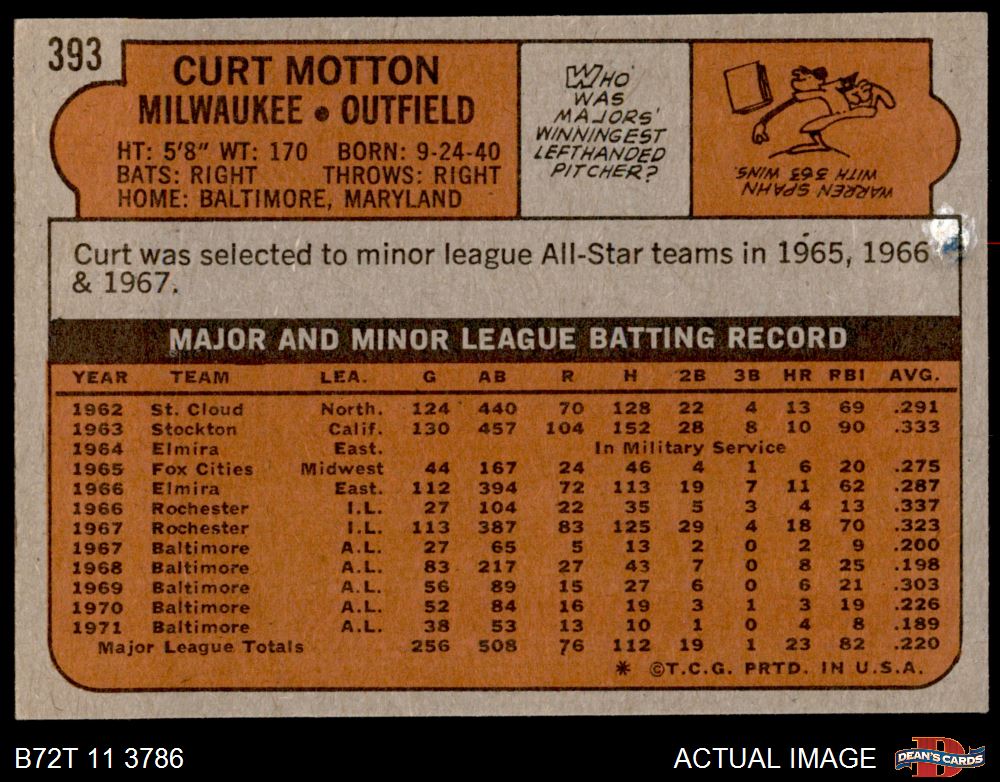 393
CURT MOTTON
MILWAUKEE • OUTFIELD
HT: 5'8" WT: 170 BORN: 9-24-40
BATS: RIGHT THROWS: RIGHT
HOME: BALTIMORE, MARYLAND
WHO
WAS
MAJORS'
WINNINGEST
LEFTHANDED
PITCHER?
WARREN SPAHN
WITH 363 WINS.
Curt was selected to minor league All-Star teams in 1965, 1966
& 1967.
MAJOR AND MINOR LEAGUE BATTING RECORD
YEAR TEAM LEA. G AB R H 2B 3B HR RBI AVG.
1962 St. Cloud North. 124 440 70 128 22 4 13 69 .291
1963 Stockton Calif. 130 457 104 152 28 8 10 90 .333
1964 Elmira East. In Military Service
1965 Fox Cities Midwest 44 167 24 46 4 1 6 20 .275
1966 Elmira East. 112 394 72 113 19 7 11 62 .287
1966 Rochester I.L. 27 104 22 35 5 3 4 13 .337
1967 Rochester I.L. 113 387 83 125 29 4 18 70 .323
1967 Baltimore A.L. 27 65 5 13 2 0 2 9 .200
1968 Baltimore A.L. 83 217 27 43 7 0 8 25 .198
1969 Baltimore A.L. 56 89 15 27 6 0 6 21 .303
1970 Baltimore A.L. 52 84 16 19 3 1 3 19 .226
1971 Baltimore A.L. 38 53 13 10 1 0 4 8 .189
Major League Totals 256 508 76 112 19 1 23 82 .220
* ©T.C.G. PRTD. IN U.S.A.
B72T 11 3786
ACTUAL IMAGE
D
DEAN'S CARDS